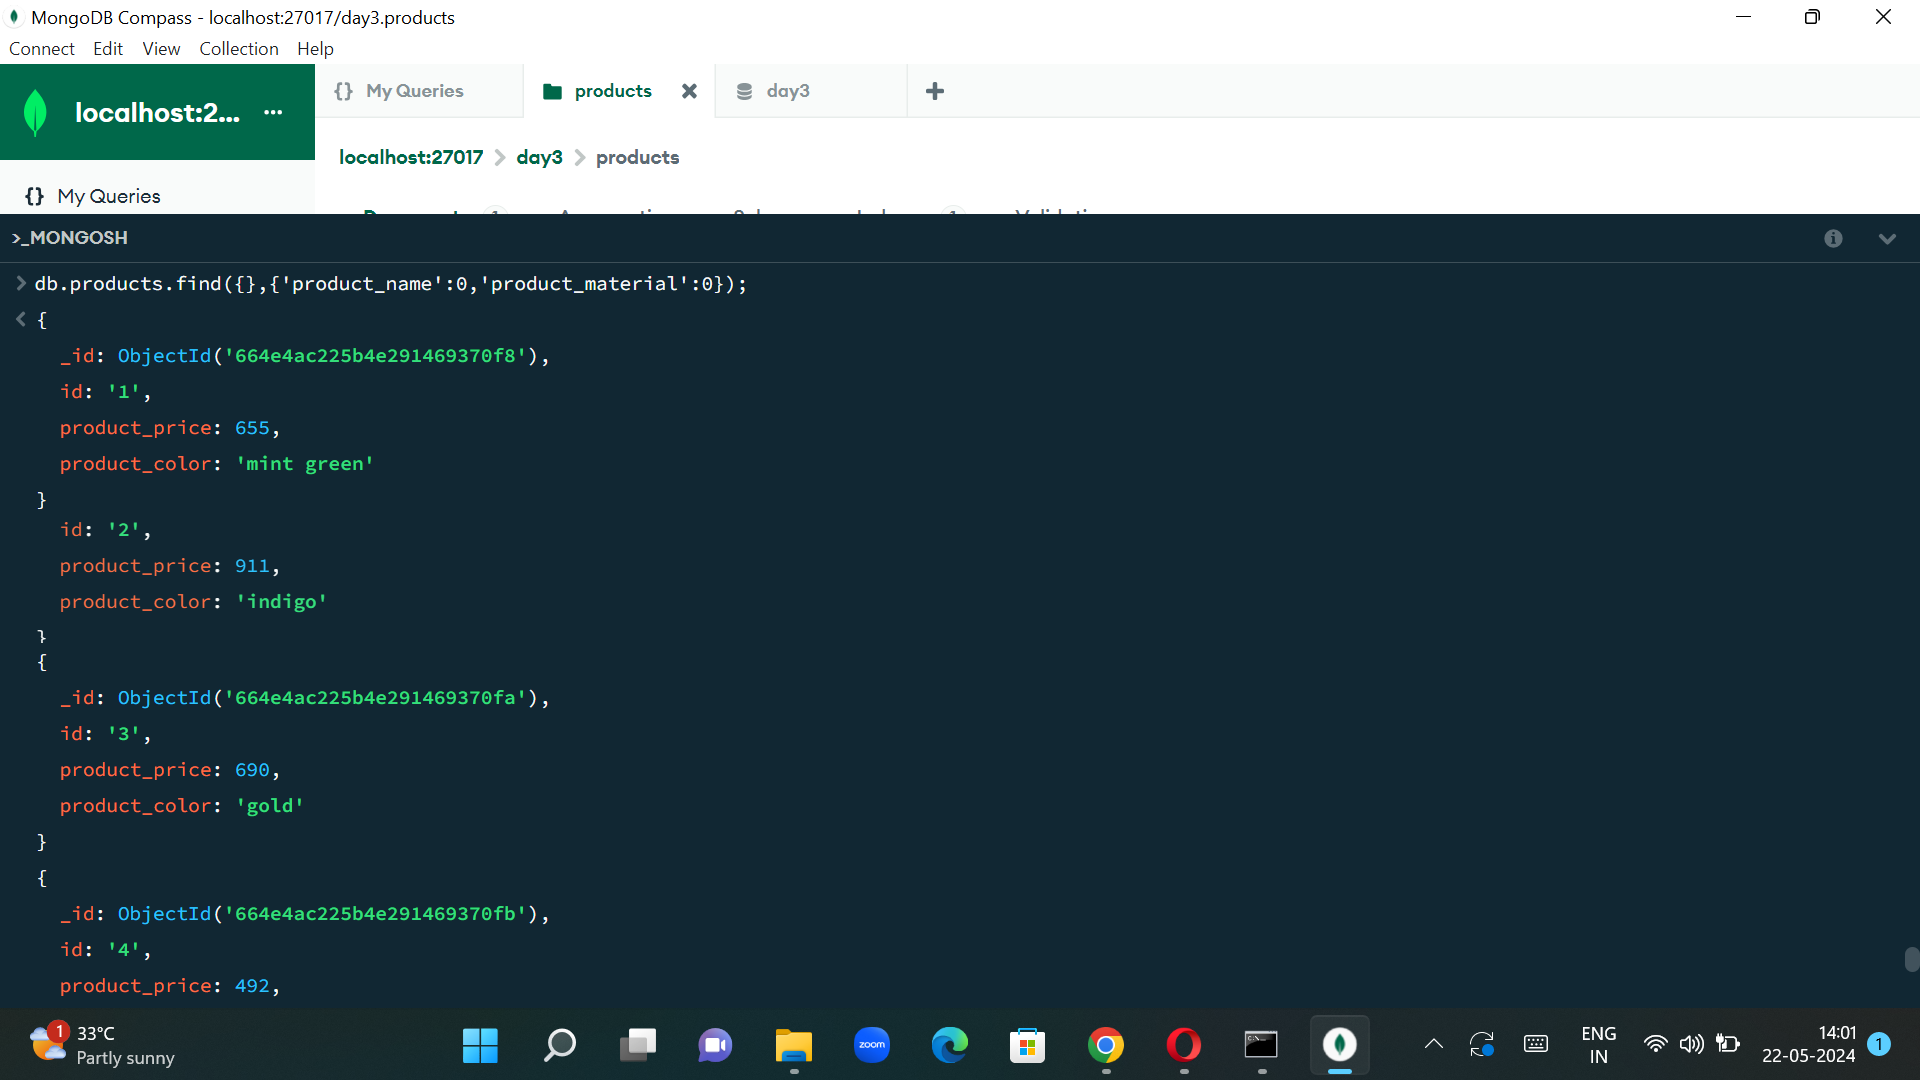 MongoDB Compass - localhost:27017/day3.products
Connect Edit View Collection Help
localhost:2... ...
{} My Queries
products
day3
localhost:27017 > day3 > products
{} My Queries
>_MONGOSH
> db.products.find({},{'product_name':0,'product_material':0});
< {
_id: ObjectId('664e4ac225b4e291469370f8'),
id: '1',
product_price: 655,
product_color: 'mint green'
}
id: '2',
product_price: 911,
product_color: 'indigo'
}
{
_id: ObjectId('664e4ac225b4e291469370fa'),
id: '3',
product_price: 690,
product_color: 'gold'
}
{
_id: ObjectId('664e4ac225b4e291469370fb'),
id: '4',
product_price: 492,
1
33°C
Partly sunny
zoom
ENG
IN
14:01
22-05-2024
1